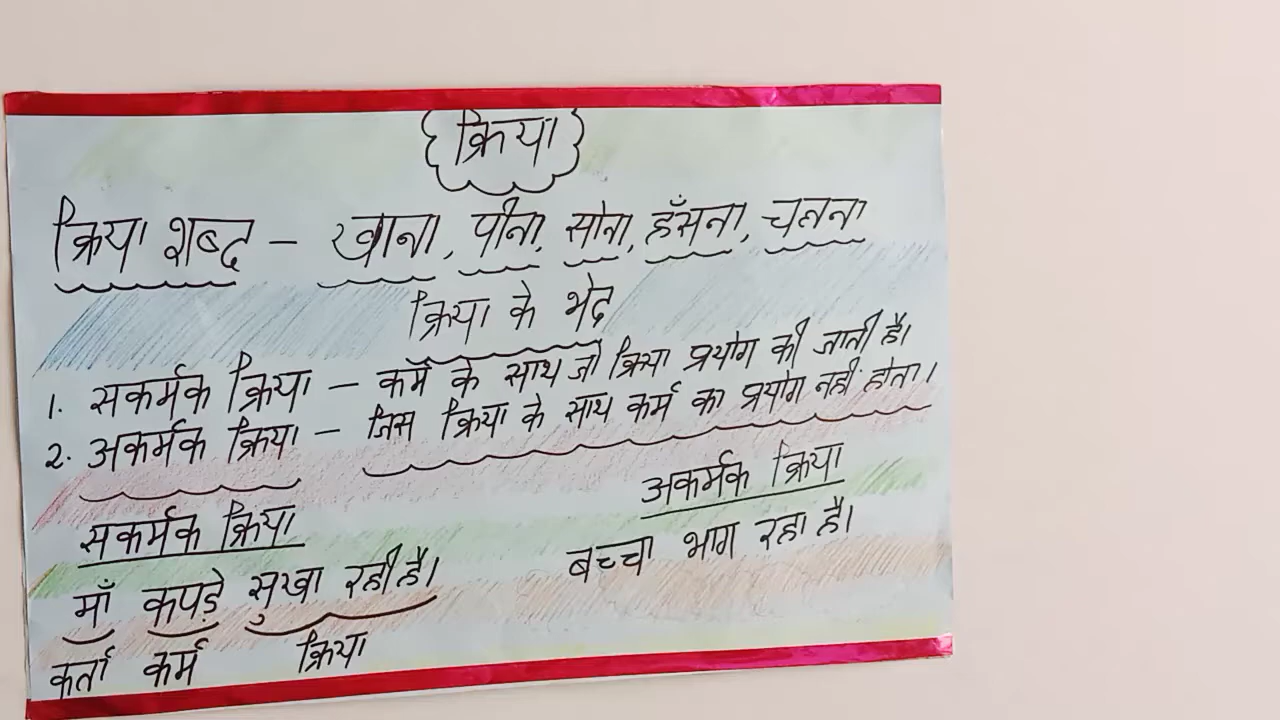 क्रिया
क्रिया शब्द – खाना, पीना, सोना, हँसना, चलना
क्रिया के भेद
1. सकर्मक क्रिया – कर्म के साथ जो क्रिया प्रयोग की जाती है।
2. अकर्मक क्रिया – जिस क्रिया के साथ कर्म का प्रयोग नहीं होता।
सकर्मक क्रिया
माँ कपड़े सुखा रही है।
कर्ता कर्म क्रिया
अकर्मक क्रिया
बच्चा भाग रहा है।